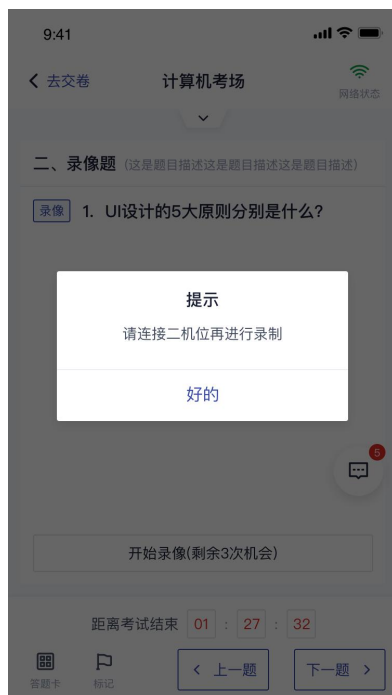 9:41
去交卷
计算机考场
网络状态
二、录像题 (这是题目描述这是题目描述这是题目描述)
录像 1. UI设计的5大原则分别是什么?
提示
请连接二机位再进行录制
好的
5
开始录像(剩余3次机会)
距离考试结束 01 : 27 : 32
答题卡
标记
上一题
下一题